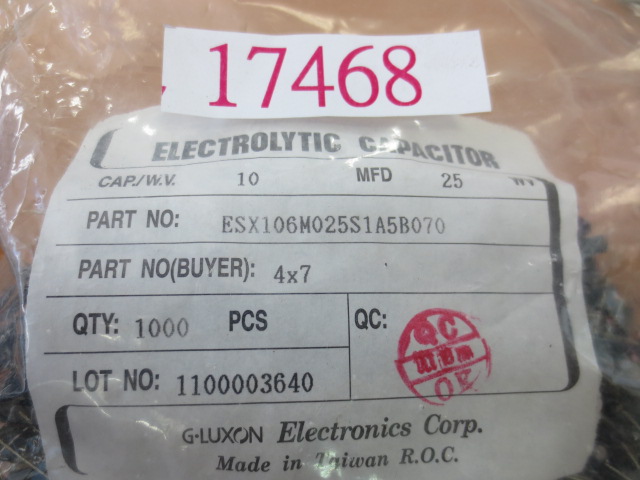 17468
ELECTROLYTIC CAPACITOR
CAP./W.V. 10 MFD 25 WV
PART NO: ESX106M025S1A5B070
PART NO(BUYER): 4x7
QTY: 1000 PCS QC:
QC
OK
LOT NO: 1100003640
G-LUXON Electronics Corp.
Made in Taiwan R.O.C.